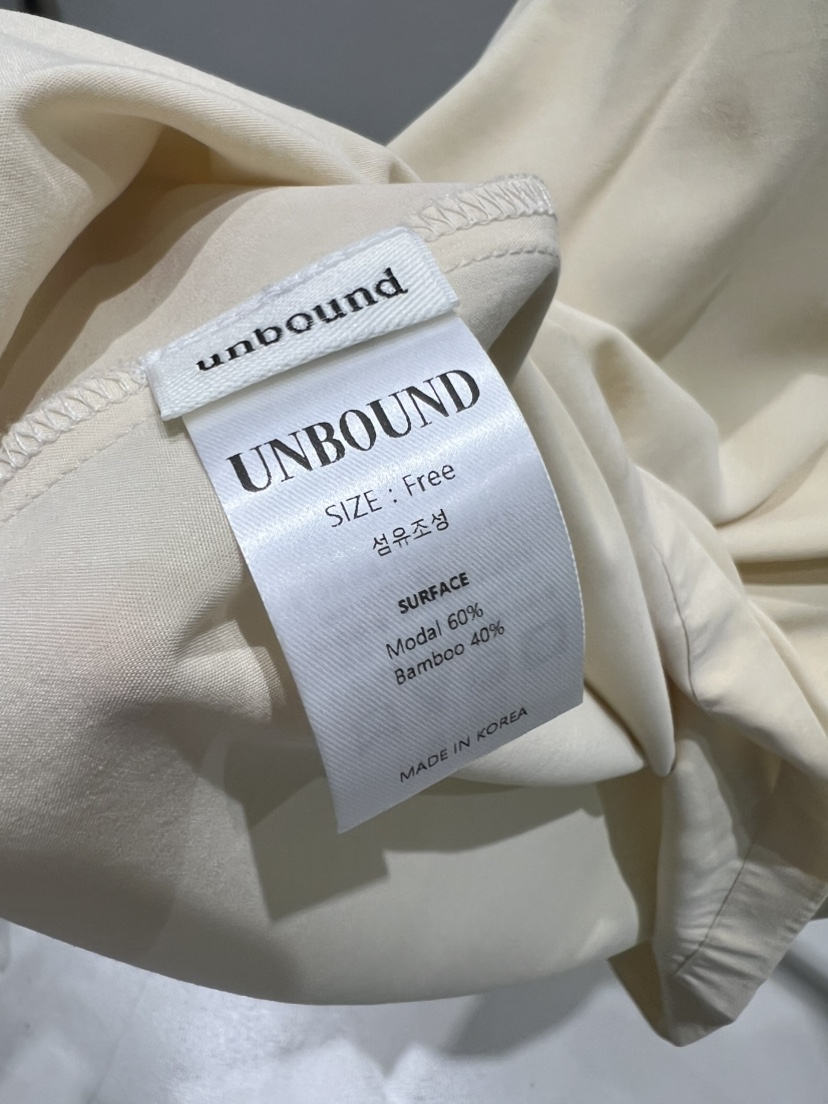 unbound
UNBOUND
SIZE : Free
섬유조성
SURFACE
Modal 60%
Bamboo 40%
MADE IN KOREA